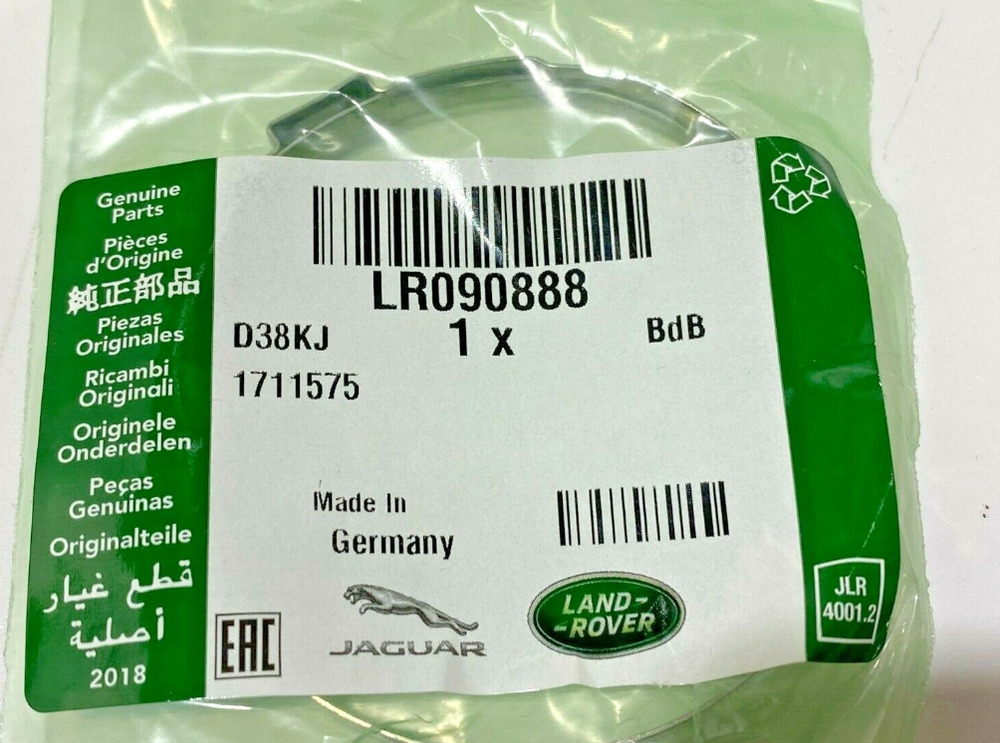 Genuine
Parts
Pièces
d'Origine
純正部品
Piezas
Originales
Ricambi
Originali
Originele
Onderdelen
Peças
Genuinas
Originalteile
قطع غيار
أصلية
2018
LR090888
D38KJ 1 x BdB
1711575
Made In
Germany
EAC
JAGUAR
LAND-
-ROVER
JLR
4001.2